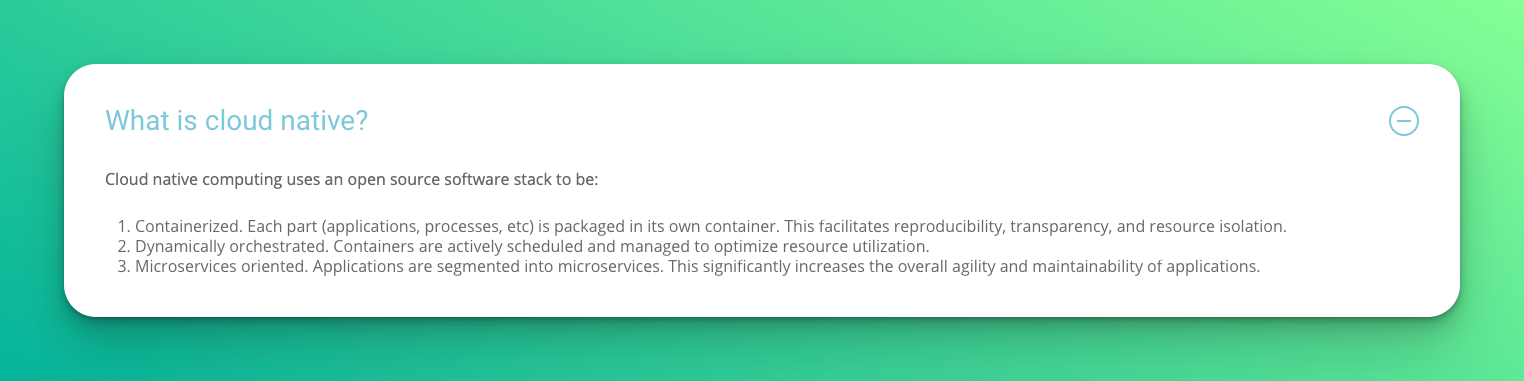 What is cloud native?
Cloud native computing uses an open source software stack to be:
1. Containerized. Each part (applications, processes, etc) is packaged in its own container. This facilitates reproducibility, transparency, and resource isolation.
2. Dynamically orchestrated. Containers are actively scheduled and managed to optimize resource utilization.
3. Microservices oriented. Applications are segmented into microservices. This significantly increases the overall agility and maintainability of applications.